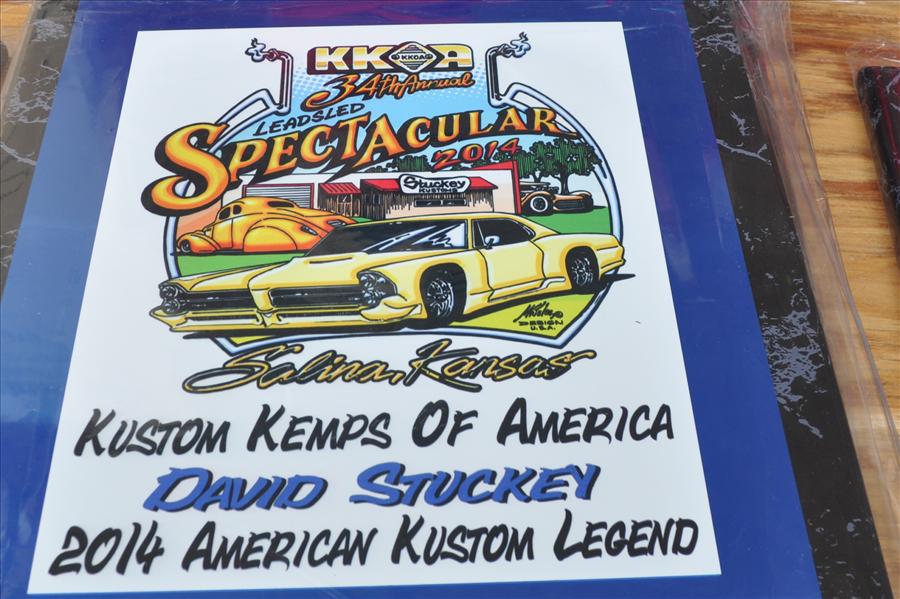 KKOA
KKOA
34th Annual
LEADSLED
SPECTACULAR
2014
Stuckey
KUSTOMS
DESIGN
U.S.A.
Salina, Kansas
KUSTOM KEMPS OF AMERICA
DAVID STUCKEY
2014 AMERICAN KUSTOM LEGEND